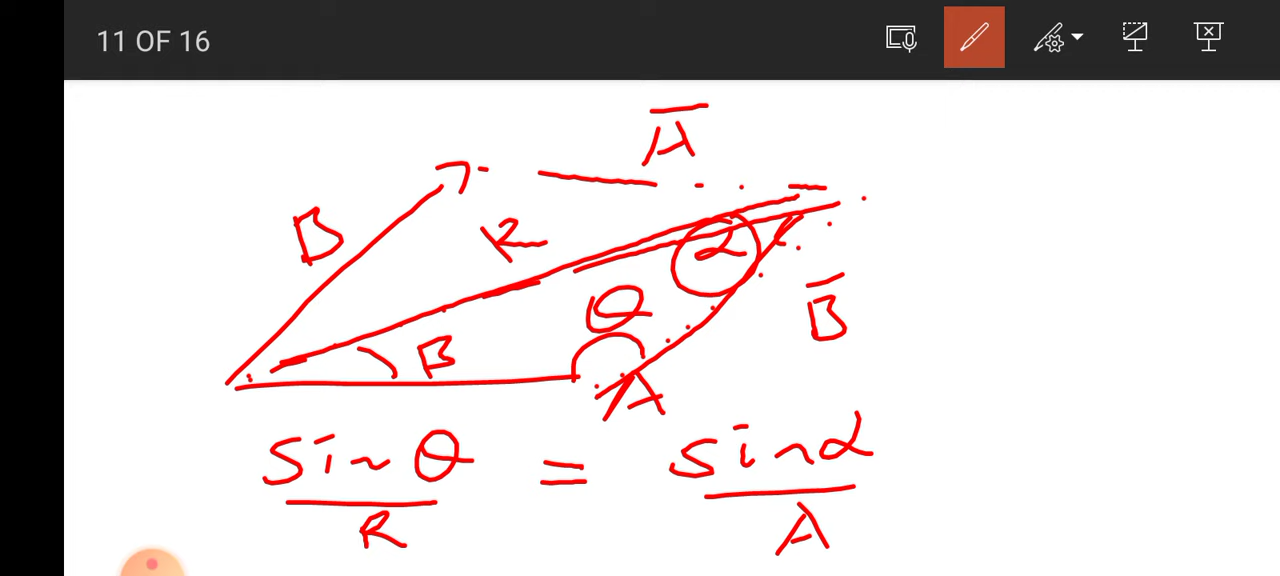 11 OF 16
A̅
B
R
α
θ
B̅
β
A
sin θ / R = sin α / A